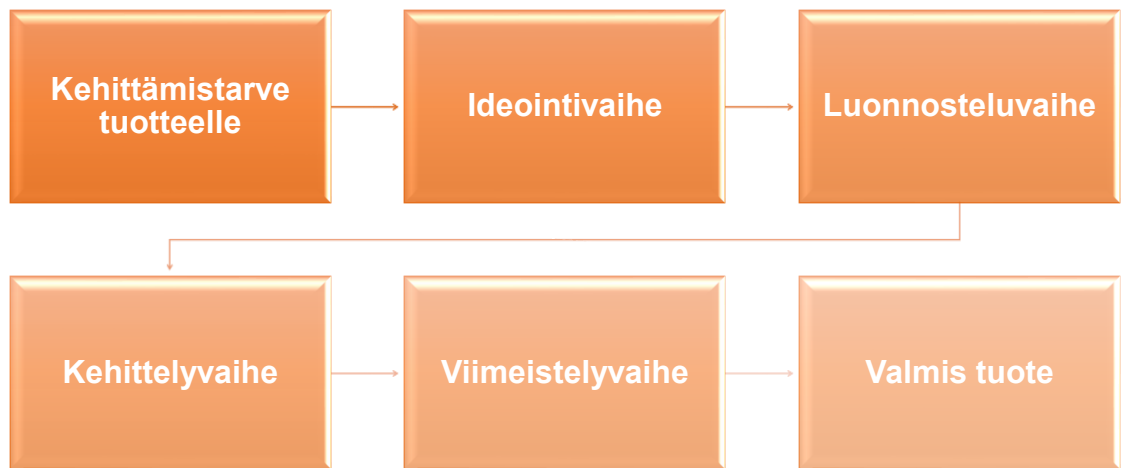 Kehittämistarve
tuotteelle
Ideointivaihe
Luonnosteluvaihe
Kehittelyvaihe
Viimeistelyvaihe
Valmis tuote